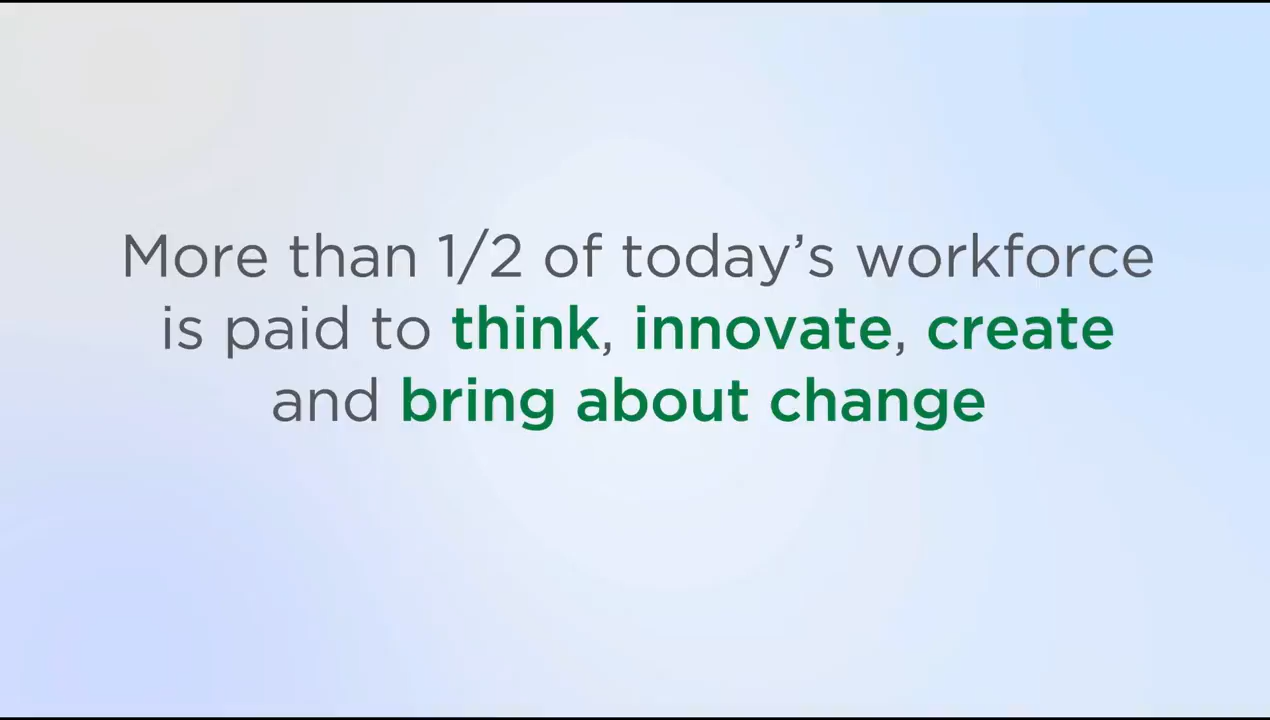 More than 1/2 of today’s workforce
is paid to think, innovate, create
and bring about change